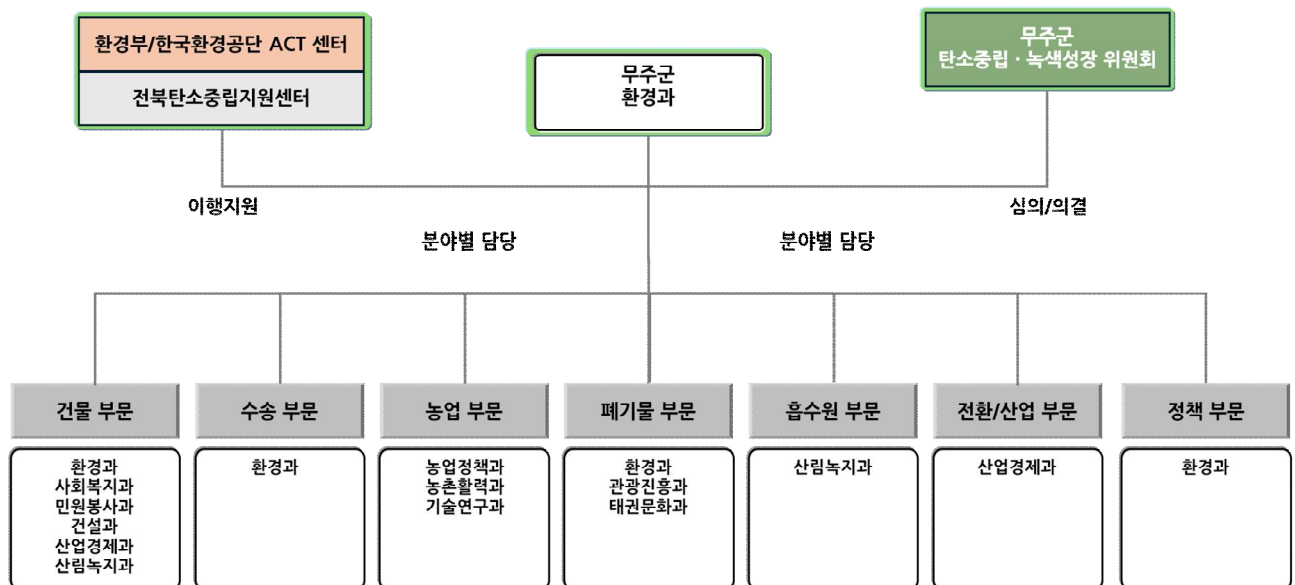 환경부/한국환경공단 ACT 센터
전북탄소중립지원센터
무주군
환경과
무주군
탄소중립 · 녹색성장 위원회
이행지원
심의/의결
분야별 담당
분야별 담당
건물 부문
환경과
사회복지과
민원봉사과
건설과
산업경제과
산림녹지과
수송 부문
환경과
농업 부문
농업정책과
농촌활력과
기술연구과
폐기물 부문
환경과
관광진흥과
태권문화과
흡수원 부문
산림녹지과
전환/산업 부문
산업경제과
정책 부문
환경과